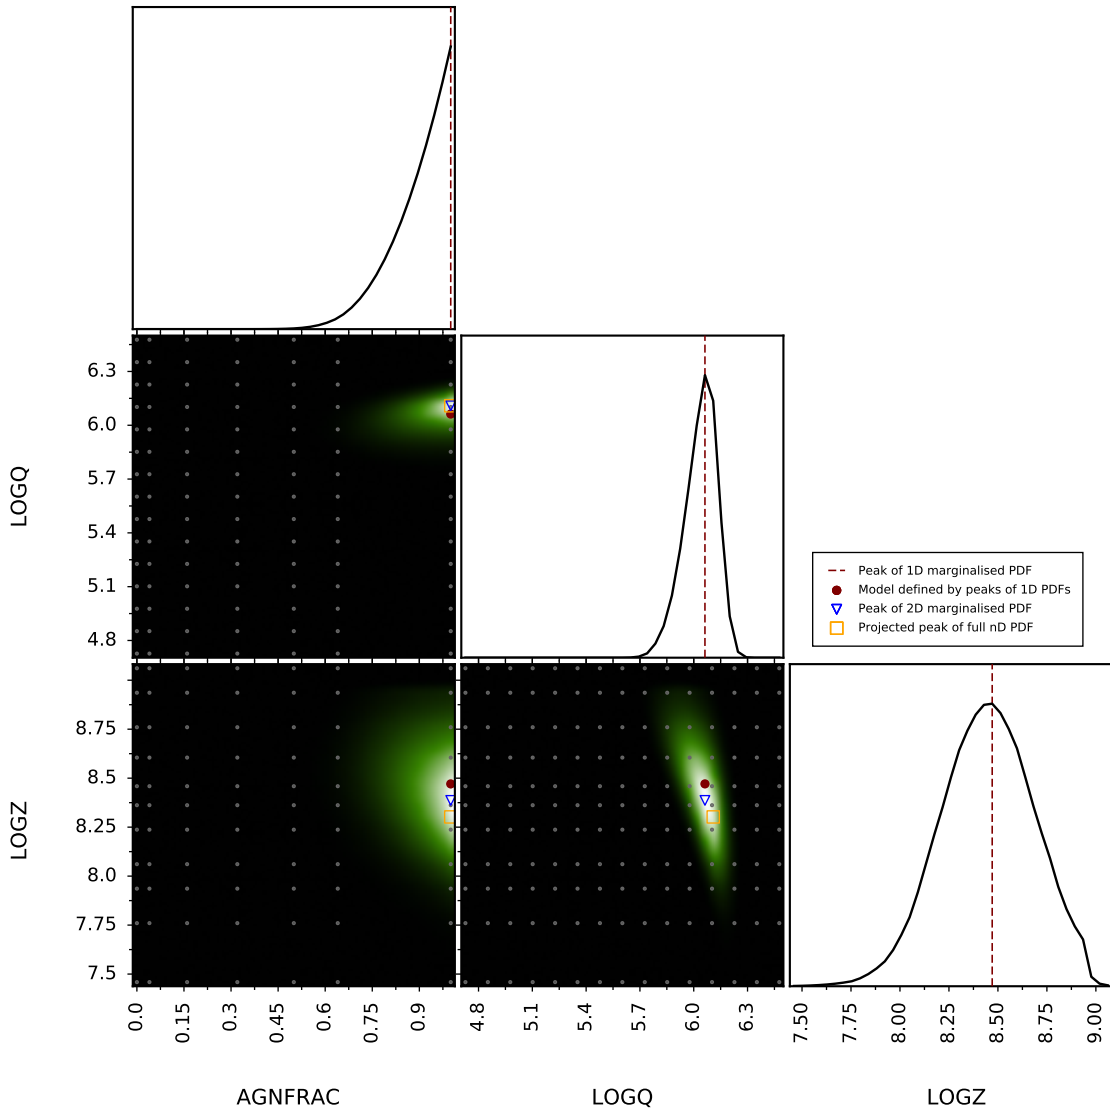 6.3
6.0
5.7
5.4
5.1
4.8
LOGQ
Peak of 1D marginalised PDF
Model defined by peaks of 1D PDFs
Peak of 2D marginalised PDF
Projected peak of full nD PDF
8.75
8.5
8.25
8.0
7.75
7.5
LOGZ
0.0 0.15 0.3 0.45 0.6 0.75 0.9
4.8 5.1 5.4 5.7 6.0 6.3
7.50 7.75 8.00 8.25 8.50 8.75 9.00
AGNFRAC LOGQ LOGZ